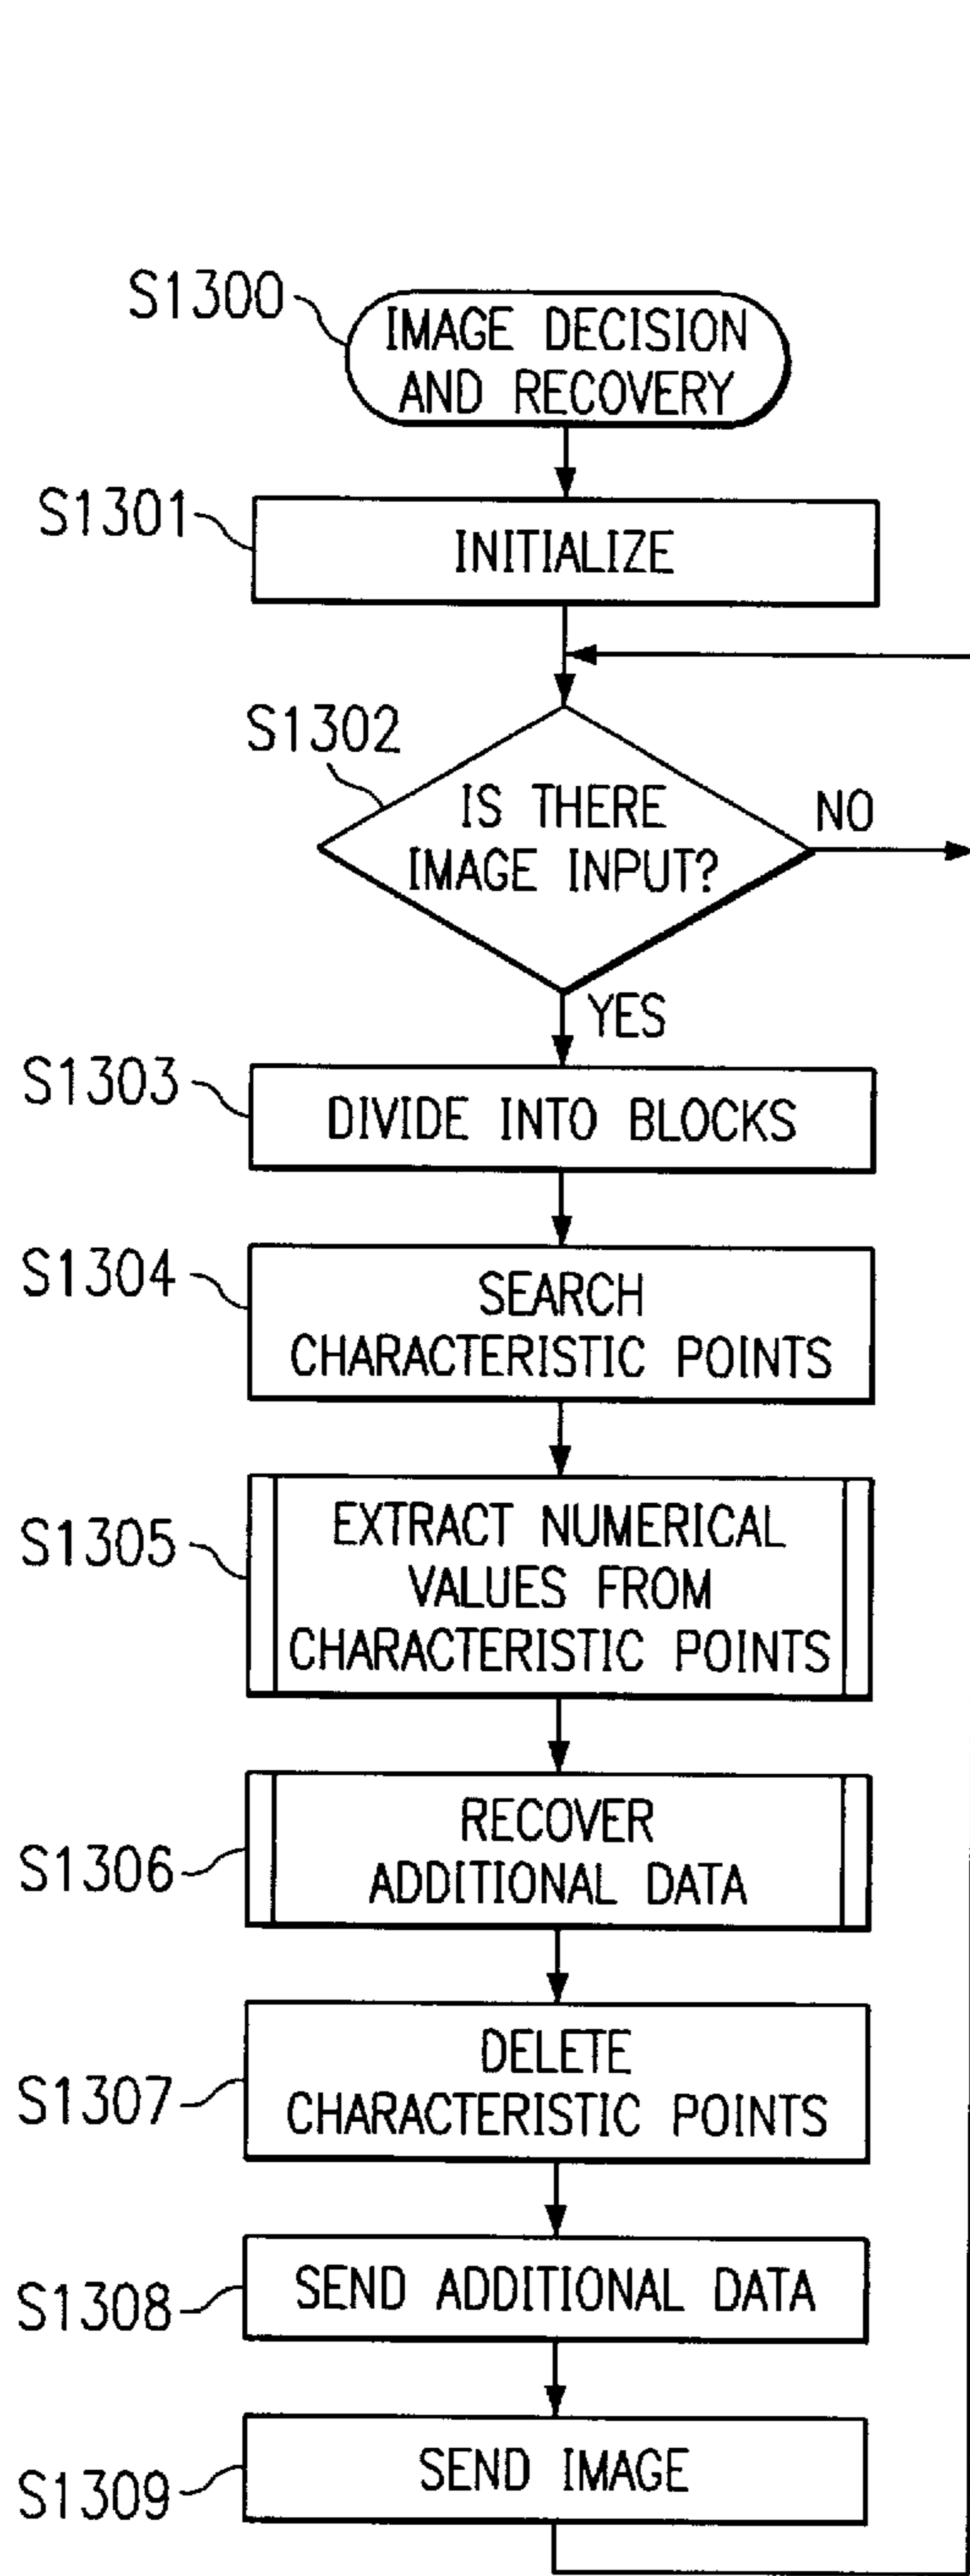 S1300
IMAGE DECISION
AND RECOVERY
S1301
INITIALIZE
S1302
IS THERE
IMAGE INPUT?
NO
YES
S1303
DIVIDE INTO BLOCKS
S1304
SEARCH
CHARACTERISTIC POINTS
S1305
EXTRACT NUMERICAL
VALUES FROM
CHARACTERISTIC POINTS
S1306
RECOVER
ADDITIONAL DATA
S1307
DELETE
CHARACTERISTIC POINTS
S1308
SEND ADDITIONAL DATA
S1309
SEND IMAGE